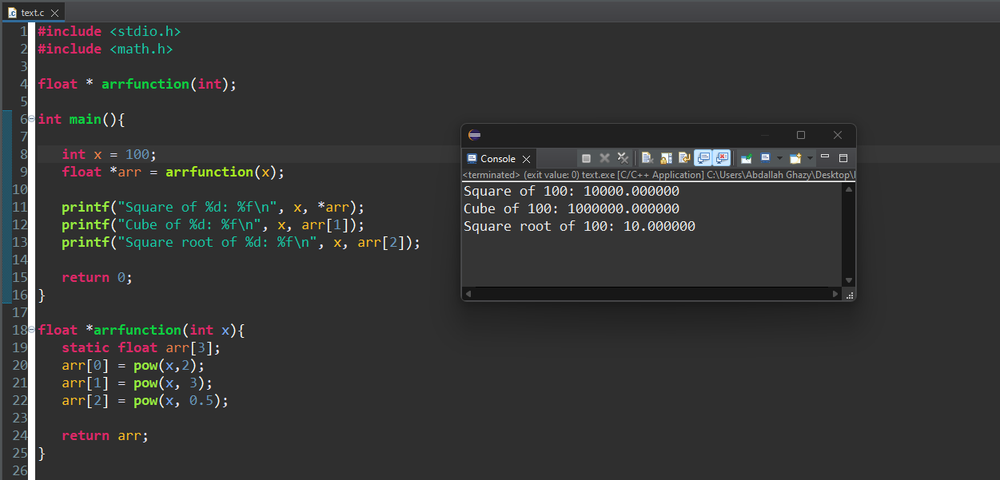 text.c
1 #include <stdio.h>
2 #include <math.h>
3
4 float * arrfunction(int);
5
6 int main(){
7
8 int x = 100;
9 float *arr = arrfunction(x);
10
11 printf("Square of %d: %f\n", x, *arr);
12 printf("Cube of %d: %f\n", x, arr[1]);
13 printf("Square root of %d: %f\n", x, arr[2]);
14
15 return 0;
16 }
17
18 float *arrfunction(int x){
19 static float arr[3];
20 arr[0] = pow(x,2);
21 arr[1] = pow(x, 3);
22 arr[2] = pow(x, 0.5);
23
24 return arr;
25 }
26
Console
<terminated> (exit value: 0) text.exe [C/C++ Application] C:\Users\Abdallah Ghazy\Desktop\
Square of 100: 10000.000000
Cube of 100: 1000000.000000
Square root of 100: 10.000000